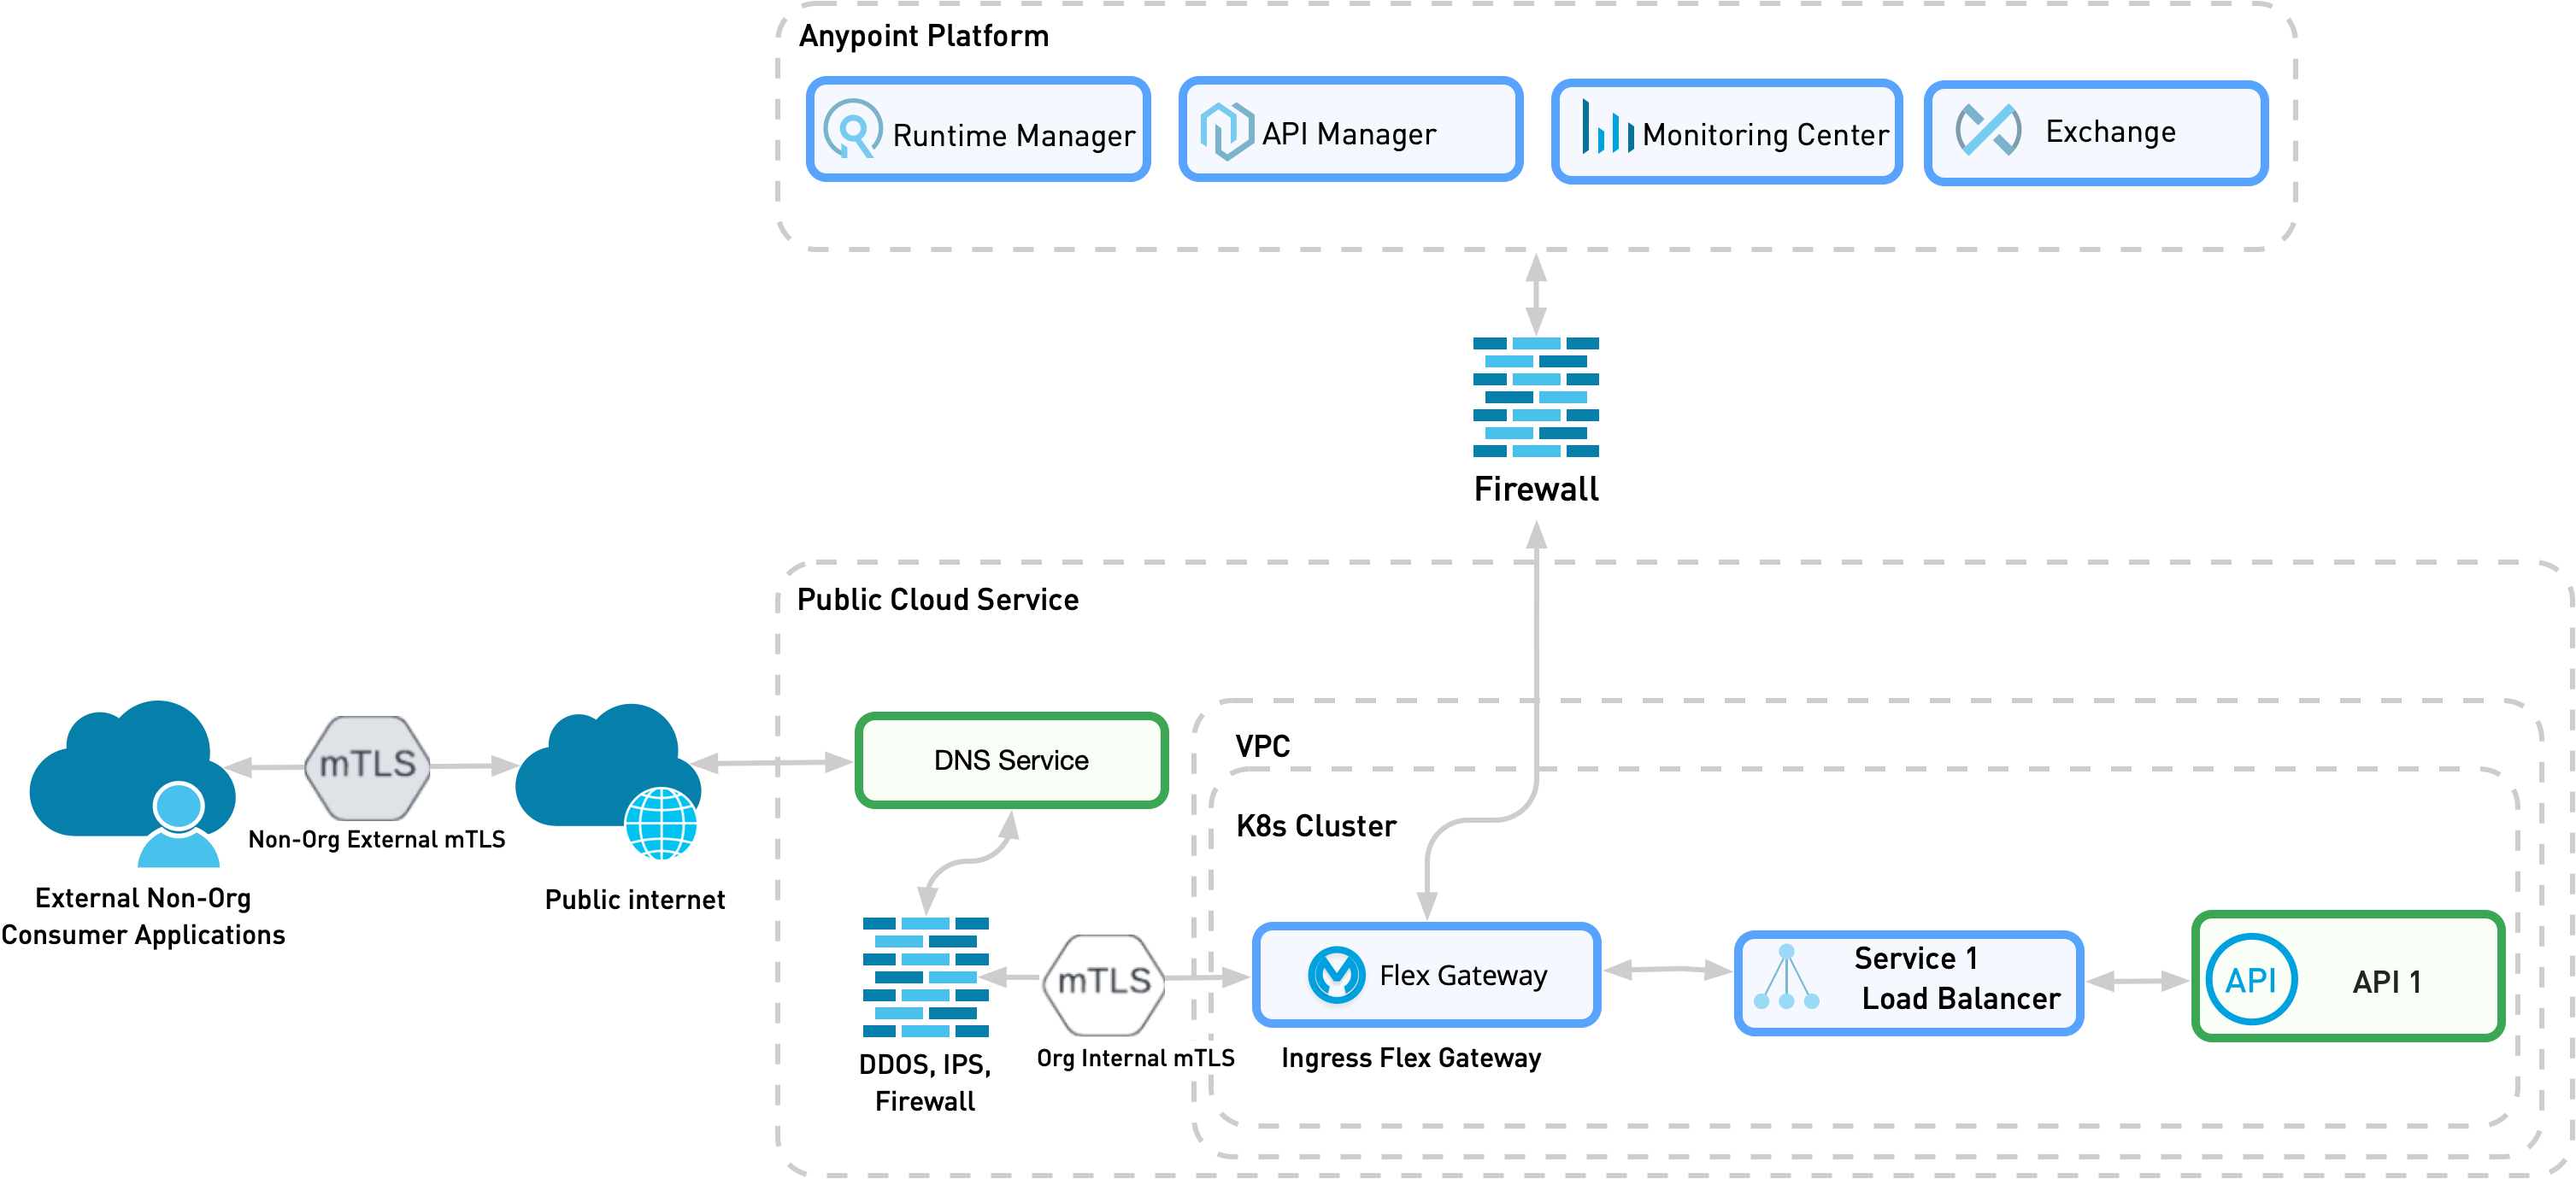 Anypoint Platform
Runtime Manager
API Manager
Monitoring Center
Exchange
Firewall
Public Cloud Service
mTLS
Non-Org External mTLS
External Non-Org
Consumer Applications
Public internet
DNS Service
VPC
K8s Cluster
DDOS, IPS,
Firewall
mTLS
Org Internal mTLS
Flex Gateway
Ingress Flex Gateway
Service 1
Load Balancer
API
API 1